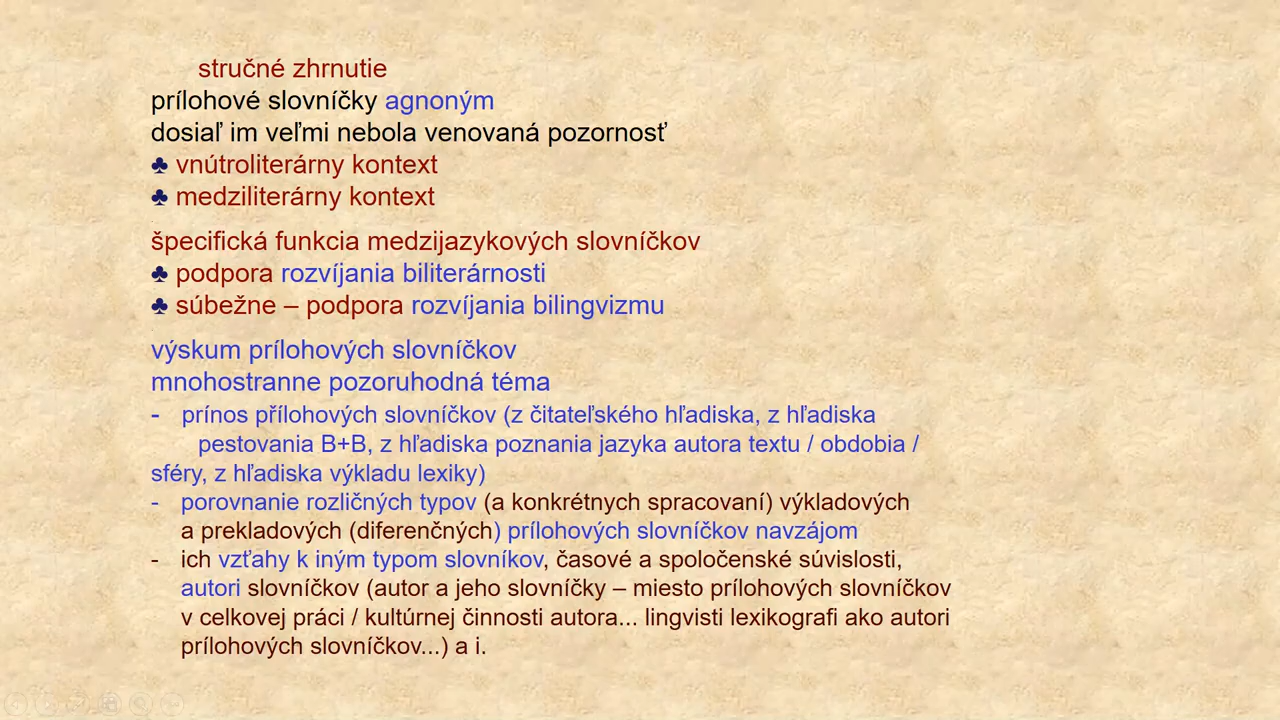 stručné zhrnutie
prílohové slovníčky agnoným
dosiaľ im veľmi nebola venovaná pozornosť
♣ vnútroliterárny kontext
♣ medziliterárny kontext
špecifická funkcia medzijazykových slovníčkov
♣ podpora rozvíjania biliterárnosti
♣ súbežne – podpora rozvíjania bilingvizmu
výskum prílohových slovníčkov
mnohostranne pozoruhodná téma
- prínos přílohových slovníčkov (z čitateľského hľadiska, z hľadiska
pestovania B+B, z hľadiska poznania jazyka autora textu / obdobia /
sféry, z hľadiska výkladu lexiky)
- porovnanie rozličných typov (a konkrétnych spracovaní) výkladových
a prekladových (diferenčných) prílohových slovníčkov navzájom
- ich vzťahy k iným typom slovníkov, časové a spoločenské súvislosti,
autori slovníčkov (autor a jeho slovníčky – miesto prílohových slovníčkov
v celkovej práci / kultúrnej činnosti autora... lingvisti lexikografi ako autori
prílohových slovníčkov...) a i.